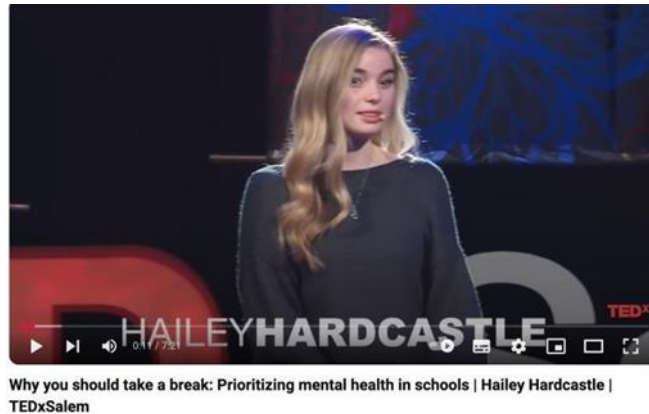 TEDx
HAILEYHARDCASTLE
0:11 / 7:21
Why you should take a break: Prioritizing mental health in schools | Hailey Hardcastle |
TEDxSalem